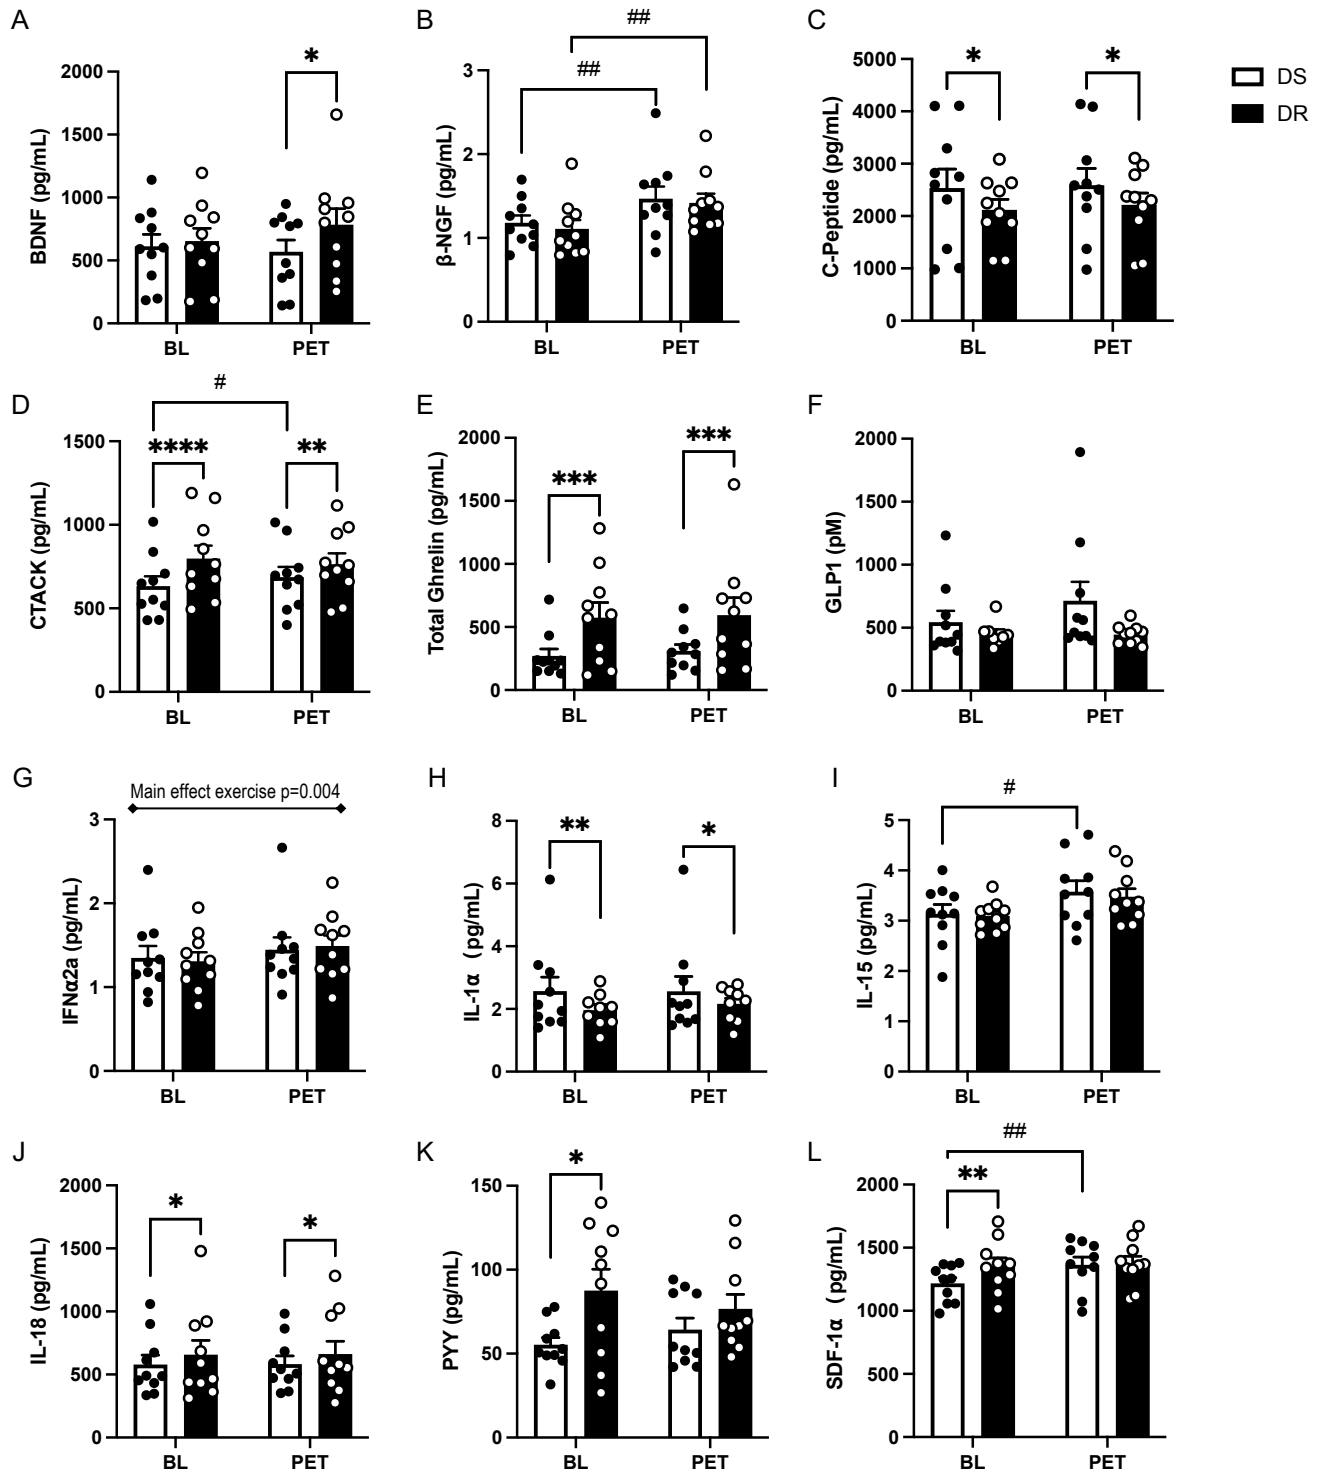 A
BDNF (pg/mL)
2000
1500
1000
500
0
*
BL
PET
B
β-NGF (pg/mL)
3
2
1
0
##
##
BL
PET
C
C-Peptide (pg/mL)
5000
4000
3000
2000
1000
0
*
*
BL
PET
DS
DR
D
CTACK (pg/mL)
1500
1000
500
0
#
****
**
BL
PET
E
Total Ghrelin (pg/mL)
2000
1500
1000
500
0
***
***
BL
PET
F
GLP1 (pM)
2000
1500
1000
500
0
BL
PET
G
IFNα2a (pg/mL)
Main effect exercise p=0.004
3
2
1
0
BL
PET
H
IL-1α (pg/mL)
8
6
4
2
0
**
*
BL
PET
I
IL-15 (pg/mL)
5
4
3
2
1
0
#
BL
PET
J
IL-18 (pg/mL)
2000
1500
1000
500
0
*
*
BL
PET
K
PYY (pg/mL)
150
100
50
0
*
BL
PET
L
SDF-1α (pg/mL)
2000
1500
1000
500
0
##
**
BL
PET